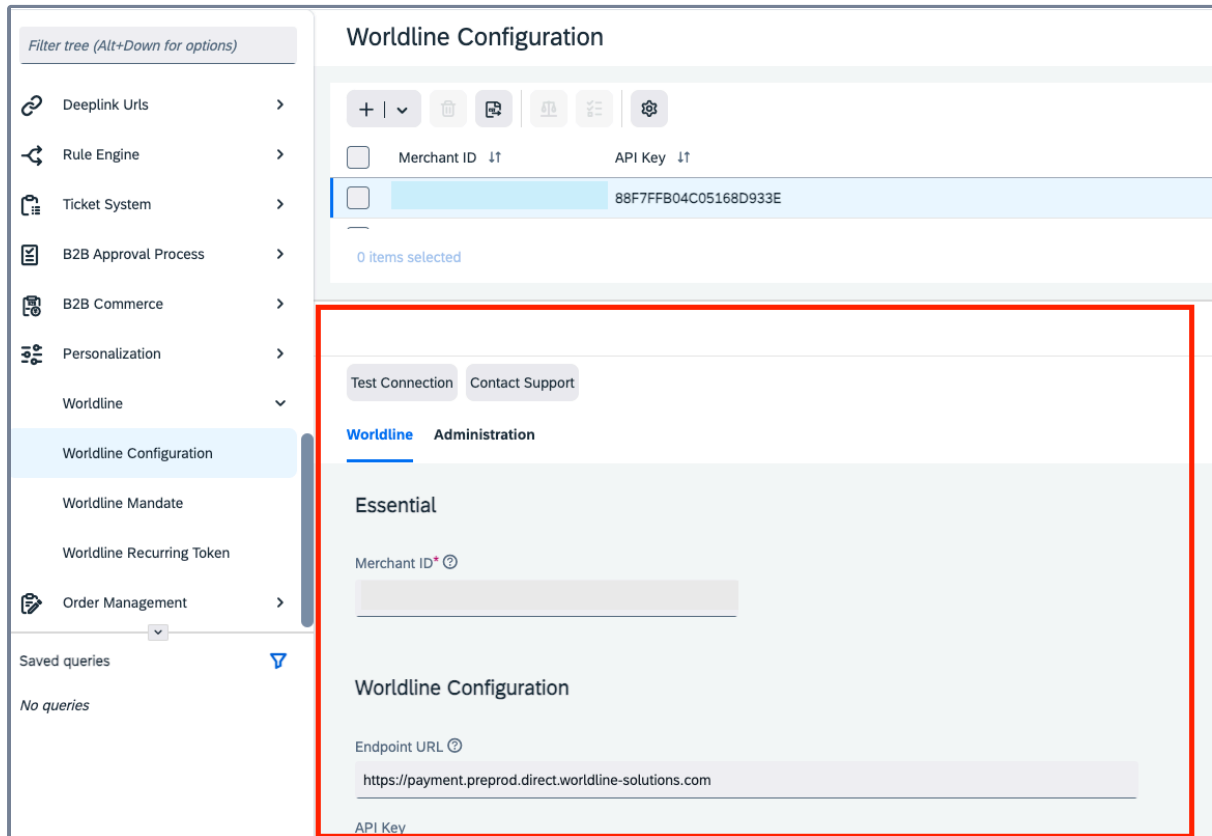 Filter tree (Alt+Down for options)
Deeplink Urls
Rule Engine
Ticket System
B2B Approval Process
B2B Commerce
Personalization
Worldline
Worldline Configuration
Worldline Mandate
Worldline Recurring Token
Order Management
Saved queries
No queries
Worldline Configuration
Merchant ID API Key
88F7FFB04C05168D933E
0 items selected
Test Connection Contact Support
Worldline Administration
Essential
Merchant ID*
Worldline Configuration
Endpoint URL
https://payment.preprod.direct.worldline-solutions.com
API Key